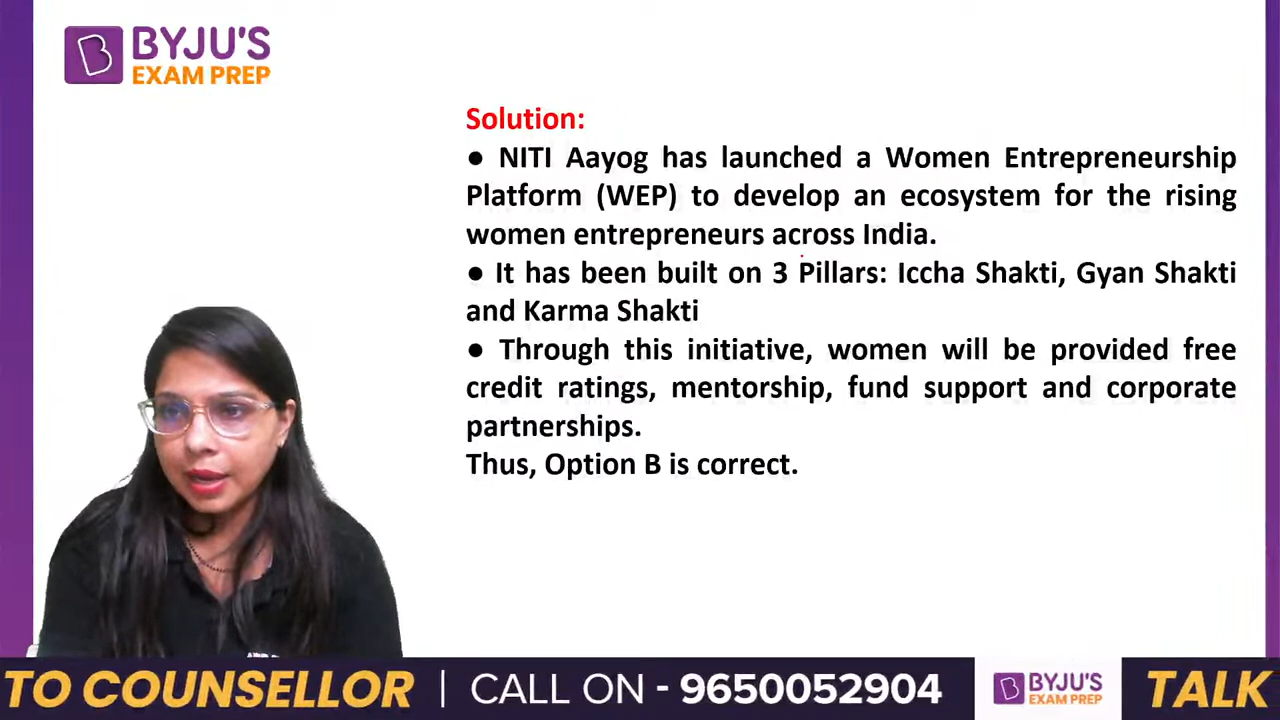 BYJU'S
EXAM PREP
Solution:
● NITI Aayog has launched a Women Entrepreneurship
Platform (WEP) to develop an ecosystem for the rising
women entrepreneurs across India.
● It has been built on 3 Pillars: Iccha Shakti, Gyan Shakti
and Karma Shakti
● Through this initiative, women will be provided free
credit ratings, mentorship, fund support and corporate
partnerships.
Thus, Option B is correct.
TO COUNSELLOR | CALL ON - 9650052904
BYJU'S
EXAM PREP
TALK